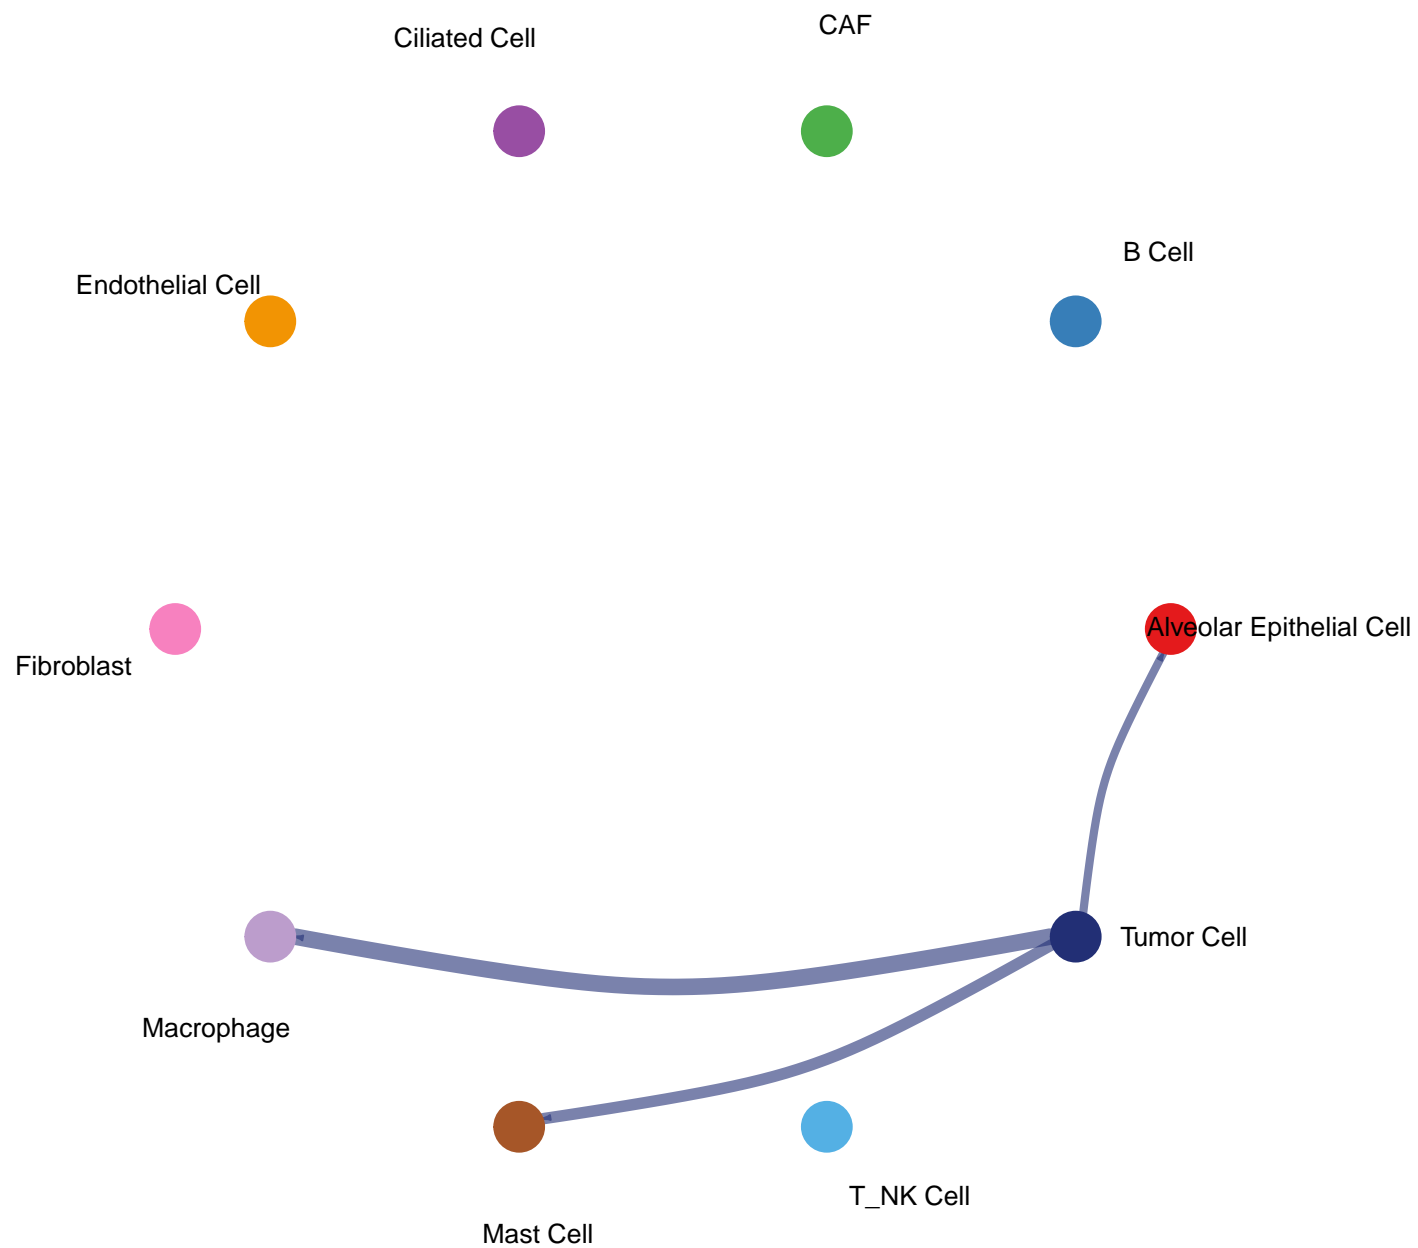 CAF
Ciliated Cell
B Cell
Endothelial Cell
Alveolar Epithelial Cell
Fibroblast
Tumor Cell
Macrophage
T_NK Cell
Mast Cell